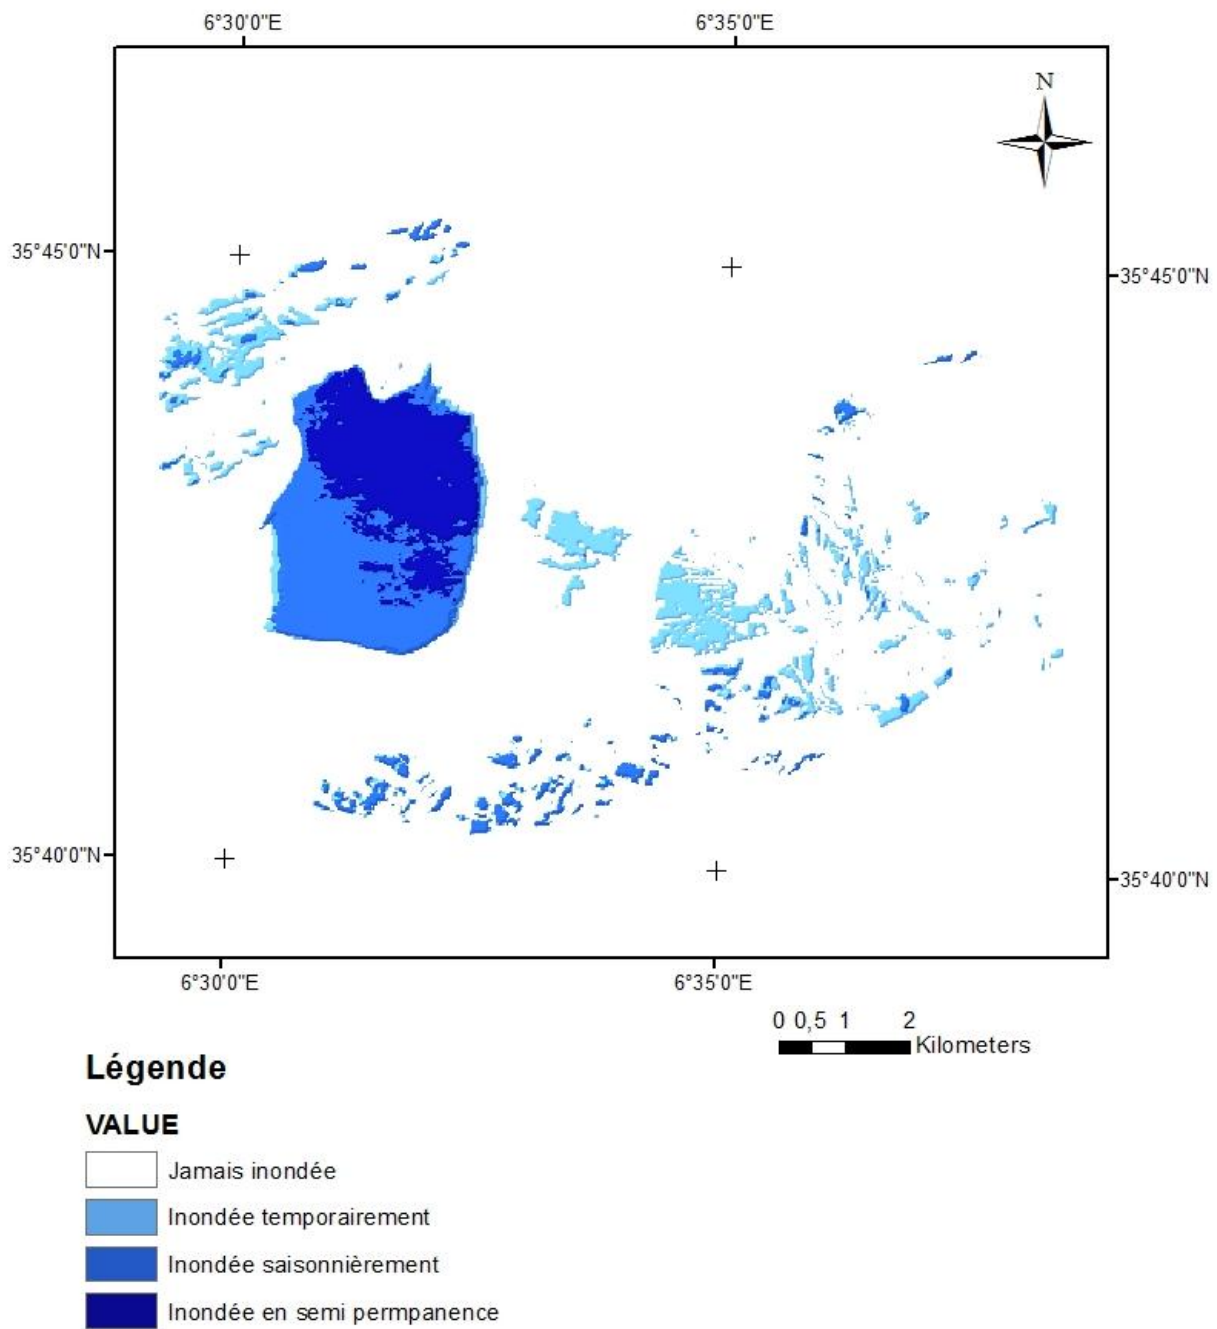 6°30'0"E 6°35'0"E
N
35°45'0"N
35°45'0"N
35°40'0"N
35°40'0"N
6°30'0"E 6°35'0"E
0 0,5 1 2
Kilometers
Légende
VALUE
Jamais inondée
Inondée temporairement
Inondée saisonnièrement
Inondée en semi permpanence